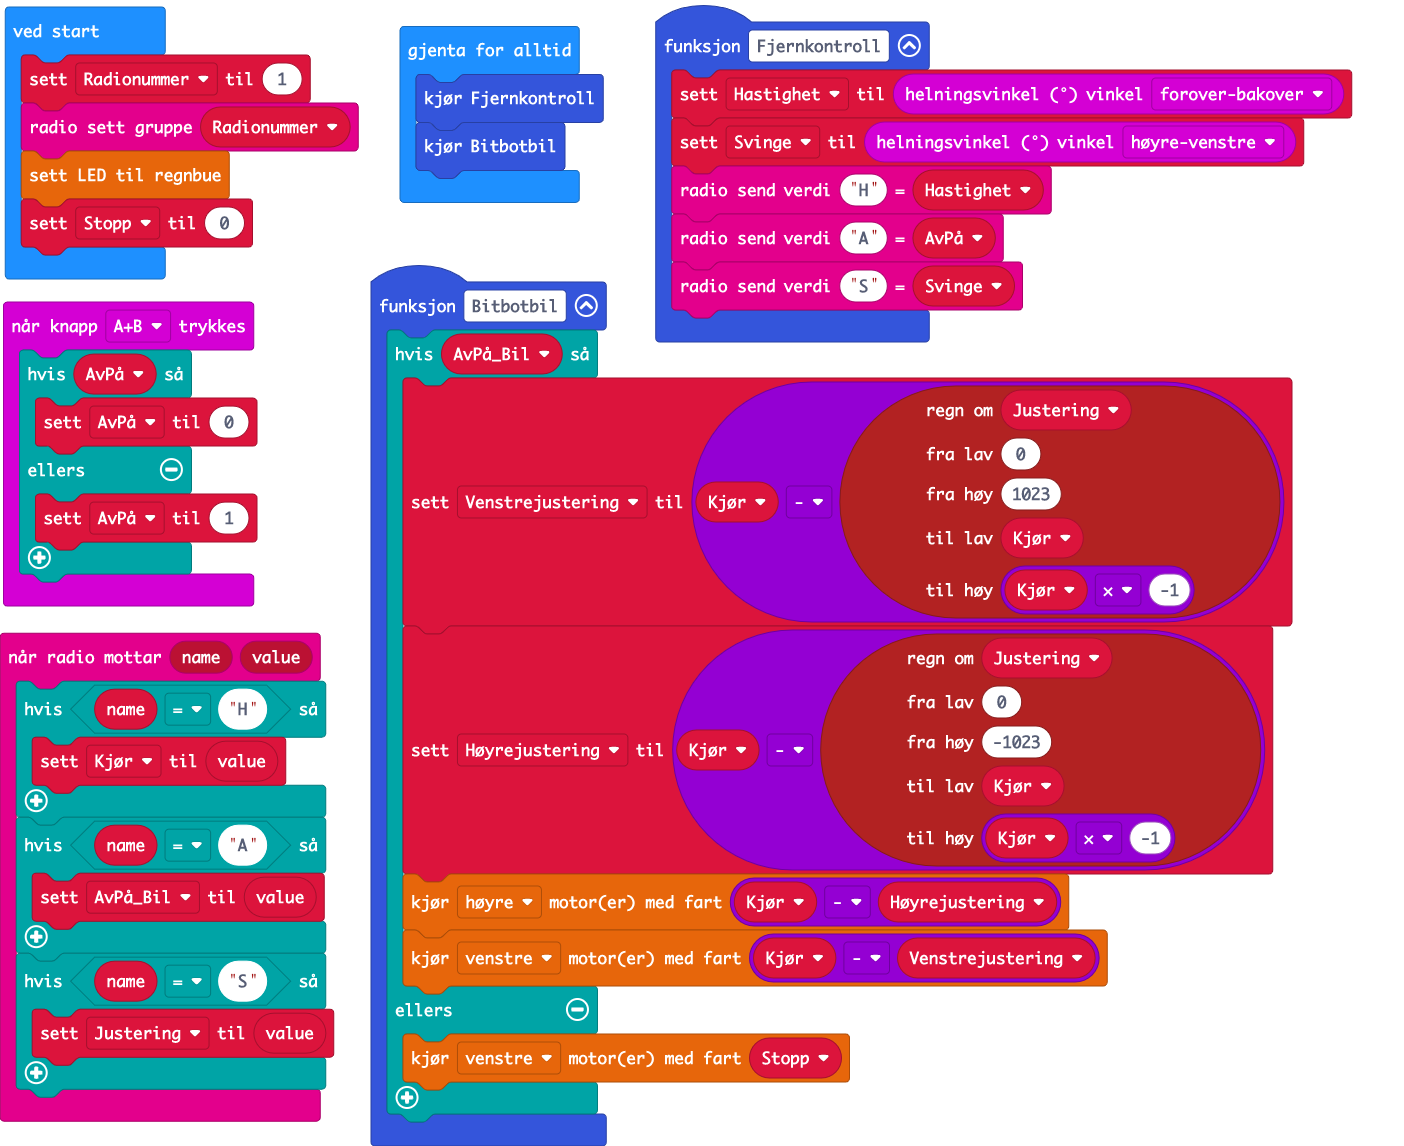 ved start
sett Radionummer til 1
radio sett gruppe Radionummer
sett LED til regnbue
sett Stopp til 0
gjenta for alltid
kjør Fjernkontroll
kjør Bitbotbil
funksjon Fjernkontroll
sett Hastighet til helningsvinkel (°) vinkel forover-bakover
sett Svinge til helningsvinkel (°) vinkel høyre-venstre
radio send verdi "H" = Hastighet
radio send verdi "A" = AvPå
radio send verdi "S" = Svinge
når knapp A+B trykkes
hvis AvPå så
sett AvPå til 0
ellers
sett AvPå til 1
når radio mottar name value
hvis name = "H" så
sett Kjør til value
hvis name = "A" så
sett AvPå_Bil til value
hvis name = "S" så
sett Justering til value
funksjon Bitbotbil
hvis AvPå_Bil så
sett Venstrejustering til Kjør - regn om Justering
fra lav 0
fra høy 1023
til lav Kjør
til høy Kjør × -1
sett Høyrejustering til Kjør - regn om Justering
fra lav 0
fra høy -1023
til lav Kjør
til høy Kjør × -1
kjør høyre motor(er) med fart Kjør - Høyrejustering
kjør venstre motor(er) med fart Kjør - Venstrejustering
ellers
kjør venstre motor(er) med fart Stopp